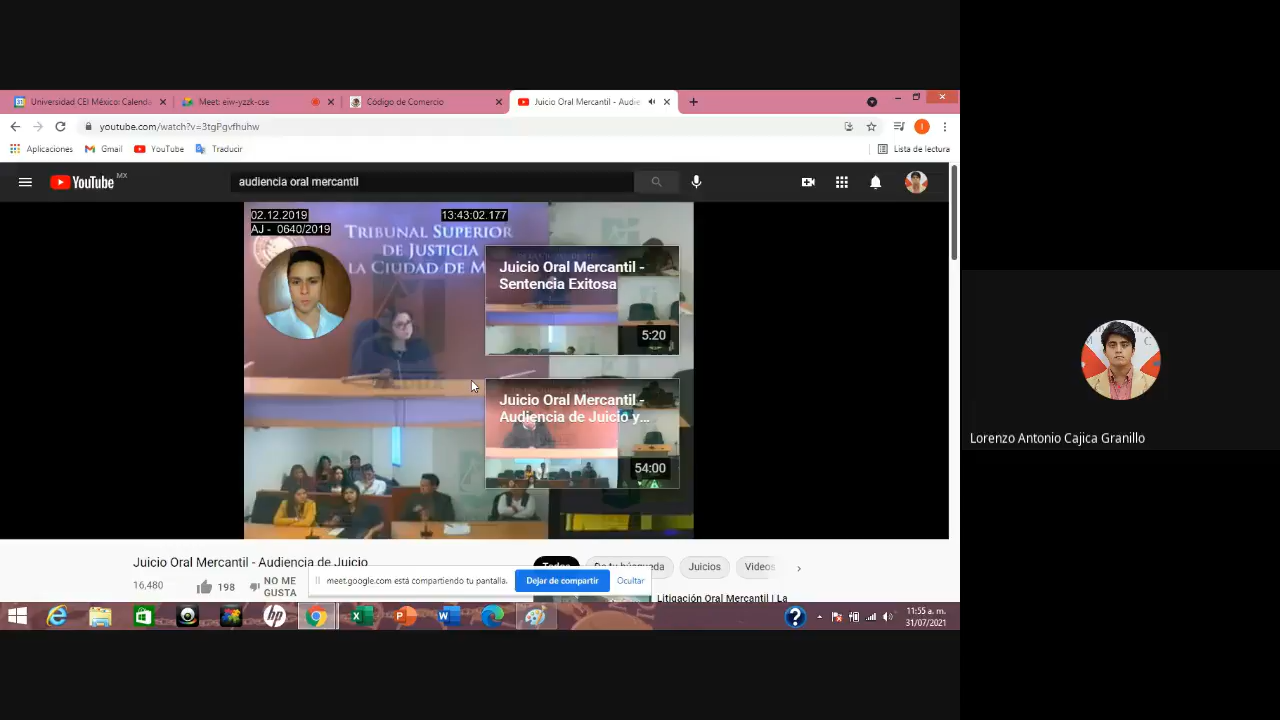 Universidad CEI México: Calenda
Meet: eiw-yzzk-cse
Código de Comercio
Juicio Oral Mercantil - Audie
youtube.com/watch?v=3tgPgvfhuhw
Aplicaciones
Gmail
YouTube
Traducir
Lista de lectura
YouTube MX
audiencia oral mercantil
02.12.2019
13:43:02.177
AJ - 0640/2019
TRIBUNAL SUPERIOR
DE JUSTICIA
LA CIUDAD DE M
Juicio Oral Mercantil -
Sentencia Exitosa
5:20
Juicio Oral Mercantil -
Audiencia de Juicio y...
54:00
Lorenzo Antonio Cajica Granillo
Juicio Oral Mercantil - Audiencia de Juicio
16,480
198
NO ME
GUSTA
Todos
De tu búsqueda
Juicios
Videos
meet.google.com está compartiendo tu pantalla.
Dejar de compartir
Ocultar
Litigación Oral Mercantil | La
11:55 a. m.
31/07/2021